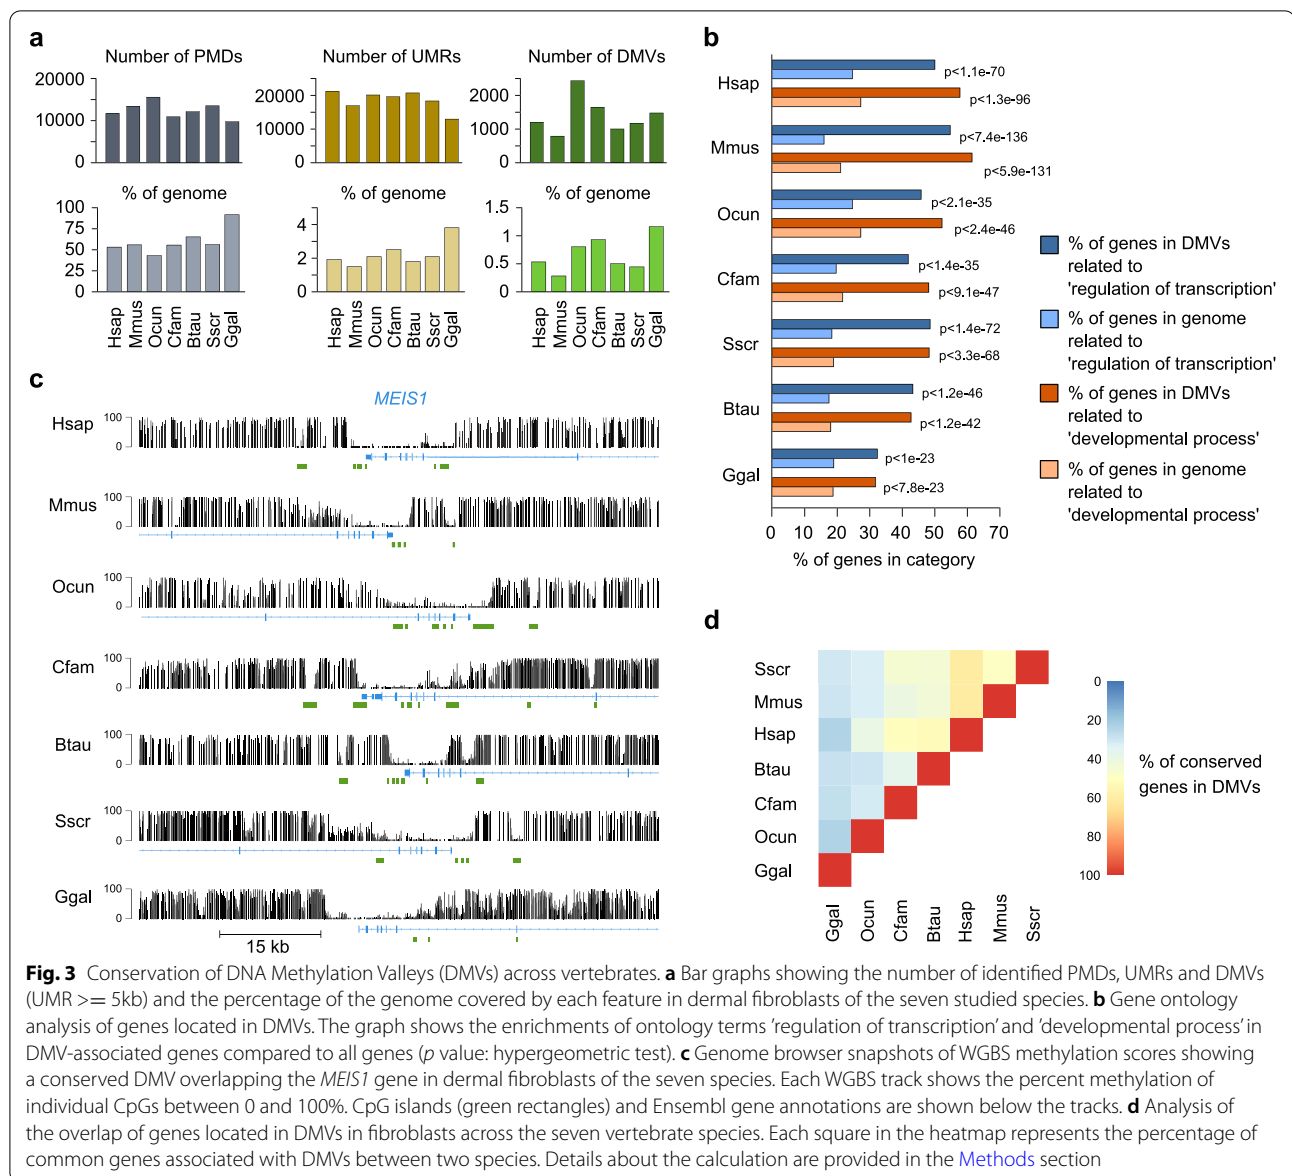 a
Number of PMDs
Number of UMRs
Number of DMVs
20000
10000
0
20000
10000
0
2000
1000
0
% of genome
% of genome
% of genome
100
75
50
25
0
4
2
0
1.5
1
0.5
0
Hsap
Mmus
Ocun
Cfam
Btau
Sscr
Ggal
Hsap
Mmus
Ocun
Cfam
Btau
Sscr
Ggal
Hsap
Mmus
Ocun
Cfam
Btau
Sscr
Ggal
b
Hsap
p<1.1e-70
p<1.3e-96
Mmus
p<7.4e-136
p<5.9e-131
Ocun
p<2.1e-35
p<2.4e-46
Cfam
p<1.4e-35
p<9.1e-47
Sscr
p<1.4e-72
p<3.3e-68
Btau
p<1.2e-46
p<1.2e-42
Ggal
p<1e-23
p<7.8e-23
0 10 20 30 40 50 60 70
% of genes in category
% of genes in DMVs
related to
'regulation of transcription'
% of genes in genome
related to
'regulation of transcription'
% of genes in DMVs
related to
'developmental process'
% of genes in genome
related to
'developmental process'
c
MEIS1
Hsap
100
0
Mmus
100
0
Ocun
100
0
Cfam
100
0
Btau
100
0
Sscr
100
0
Ggal
100
0
15 kb
d
Sscr
Mmus
Hsap
Btau
Cfam
Ocun
Ggal
Ggal
Ocun
Cfam
Btau
Hsap
Mmus
Sscr
0
20
40
60
80
100
% of conserved
genes in DMVs
Fig. 3 Conservation of DNA Methylation Valleys (DMVs) across vertebrates. a Bar graphs showing the number of identified PMDs, UMRs and DMVs
(UMR >= 5kb) and the percentage of the genome covered by each feature in dermal fibroblasts of the seven studied species. b Gene ontology
analysis of genes located in DMVs. The graph shows the enrichments of ontology terms 'regulation of transcription' and 'developmental process' in
DMV-associated genes compared to all genes (p value: hypergeometric test). c Genome browser snapshots of WGBS methylation scores showing
a conserved DMV overlapping the MEIS1 gene in dermal fibroblasts of the seven species. Each WGBS track shows the percent methylation of
individual CpGs between 0 and 100%. CpG islands (green rectangles) and Ensembl gene annotations are shown below the tracks. d Analysis of
the overlap of genes located in DMVs in fibroblasts across the seven vertebrate species. Each square in the heatmap represents the percentage of
common genes associated with DMVs between two species. Details about the calculation are provided in the Methods section